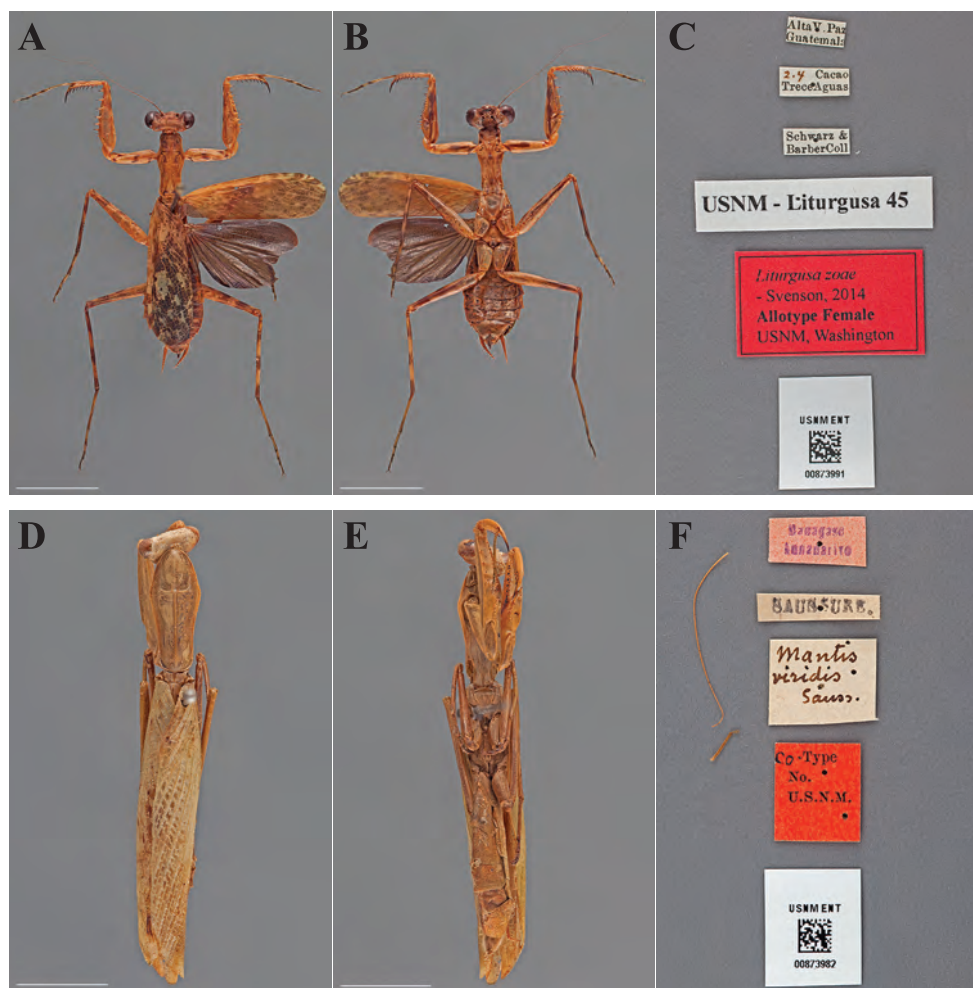 A
B
C
Alta V. Paz
Guatemala
2.4 Cacao
Trece Aguas
Schwarz &
Barber Coll
USNM - Liturgusa 45
Liturgusa zoae
- Svenson, 2014
Allotype Female
USNM, Washington
USNMENT
00873991
D
E
F
SAUSSURE.
Mantis
viridis
Sauss.
Co-Type
No.
U.S.N.M.
USNMENT
00873982